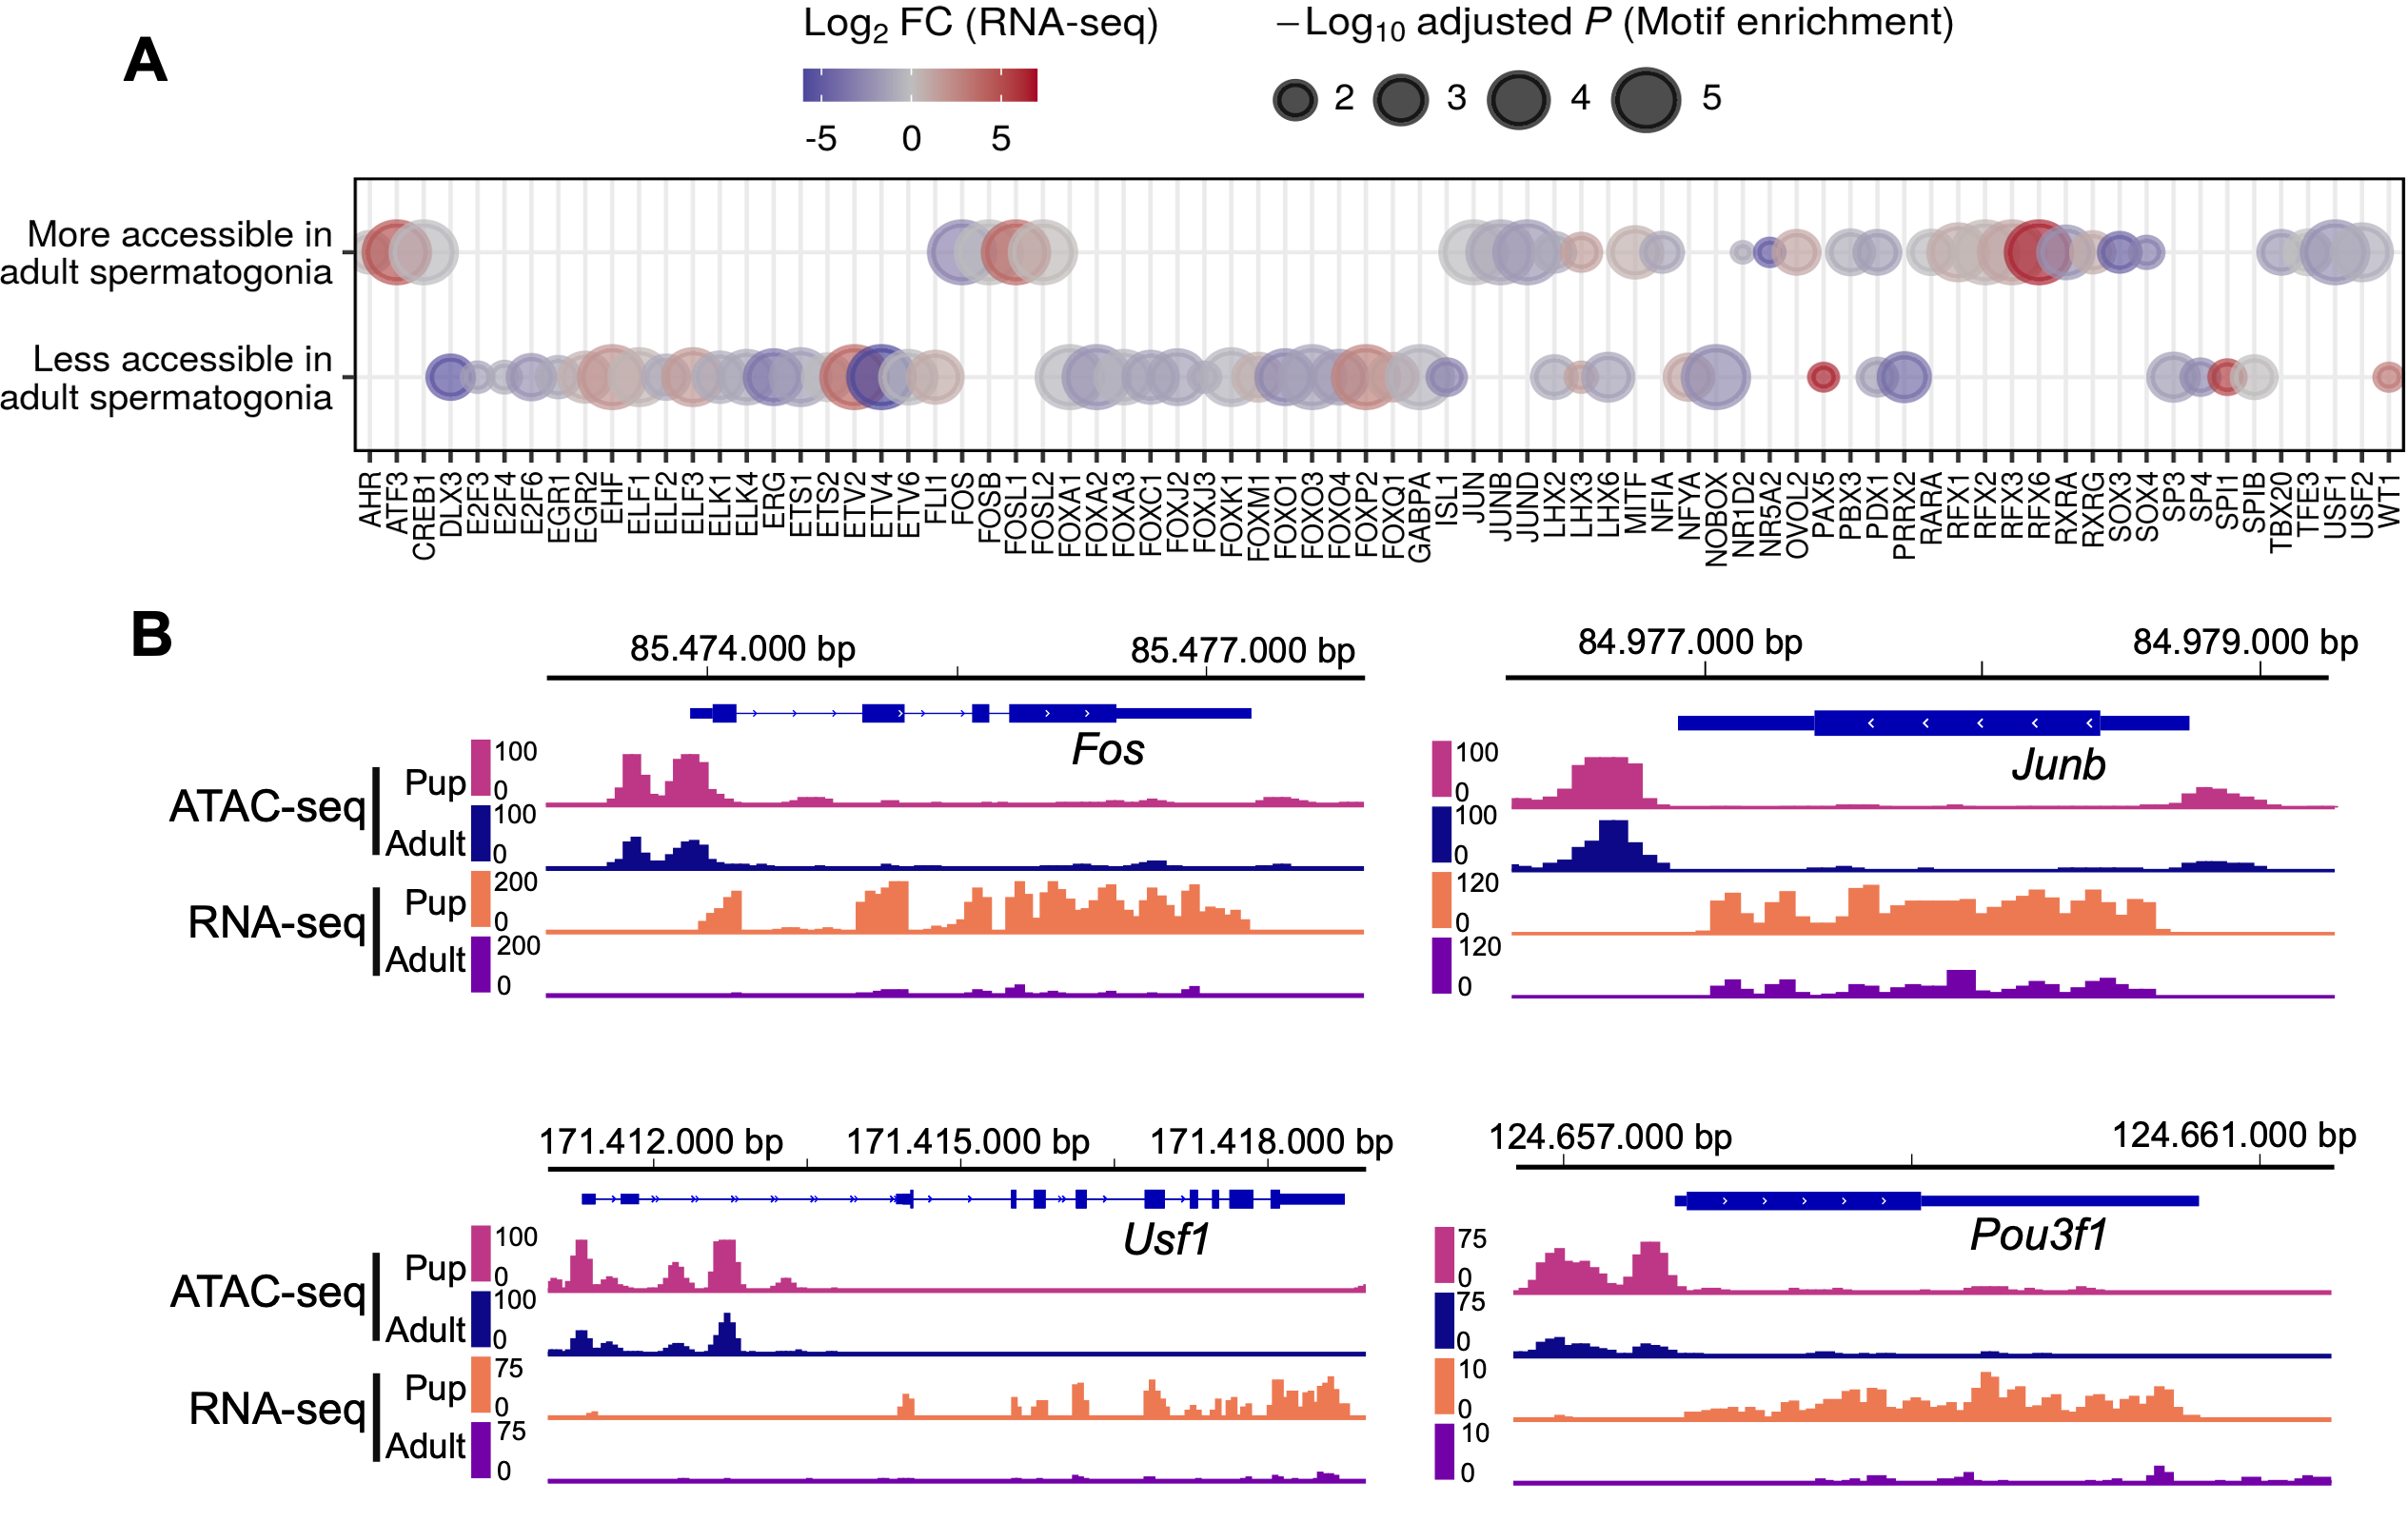 A
Log2 FC (RNA-seq)
-5 0 5
−Log10 adjusted P (Motif enrichment)
2 3 4 5
More accessible in
adult spermatogonia
Less accessible in
adult spermatogonia
AHR
ATF3
CREB1
DLX3
E2F3
E2F4
E2F6
EGR1
EGR2
EHF
ELF1
ELF2
ELF3
ELK1
ELK4
ERG
ETS1
ETS2
ETV2
ETV4
ETV6
FLI1
FOS
FOSB
FOSL1
FOSL2
FOXA1
FOXA2
FOXA3
FOXC1
FOXJ2
FOXJ3
FOXK1
FOXM1
FOXO1
FOXO3
FOXO4
FOXP2
FOXQ1
GABPA
ISL1
JUN
JUNB
JUND
LHX2
LHX3
LHX6
MITF
NFIA
NFYA
NOBOX
NR1D2
NR5A2
OVOL2
PAX5
PBX3
PDX1
PRRX2
RARA
RFX1
RFX2
RFX3
RFX6
RXRA
RXRG
SOX3
SOX4
SP3
SP4
SPI1
SPIB
TBX20
TFE3
USF1
USF2
WT1
B
85.474.000 bp 85.477.000 bp
Fos
ATAC-seq
Pup 100 0
Adult 100 0
RNA-seq
Pup 200 0
Adult 200 0
84.977.000 bp 84.979.000 bp
Junb
100 0
100 0
120 0
120 0
171.412.000 bp 171.415.000 bp 171.418.000 bp
Usf1
ATAC-seq
Pup 100 0
Adult 100 0
RNA-seq
Pup 75 0
Adult 75 0
124.657.000 bp 124.661.000 bp
Pou3f1
75 0
75 0
10 0
10 0